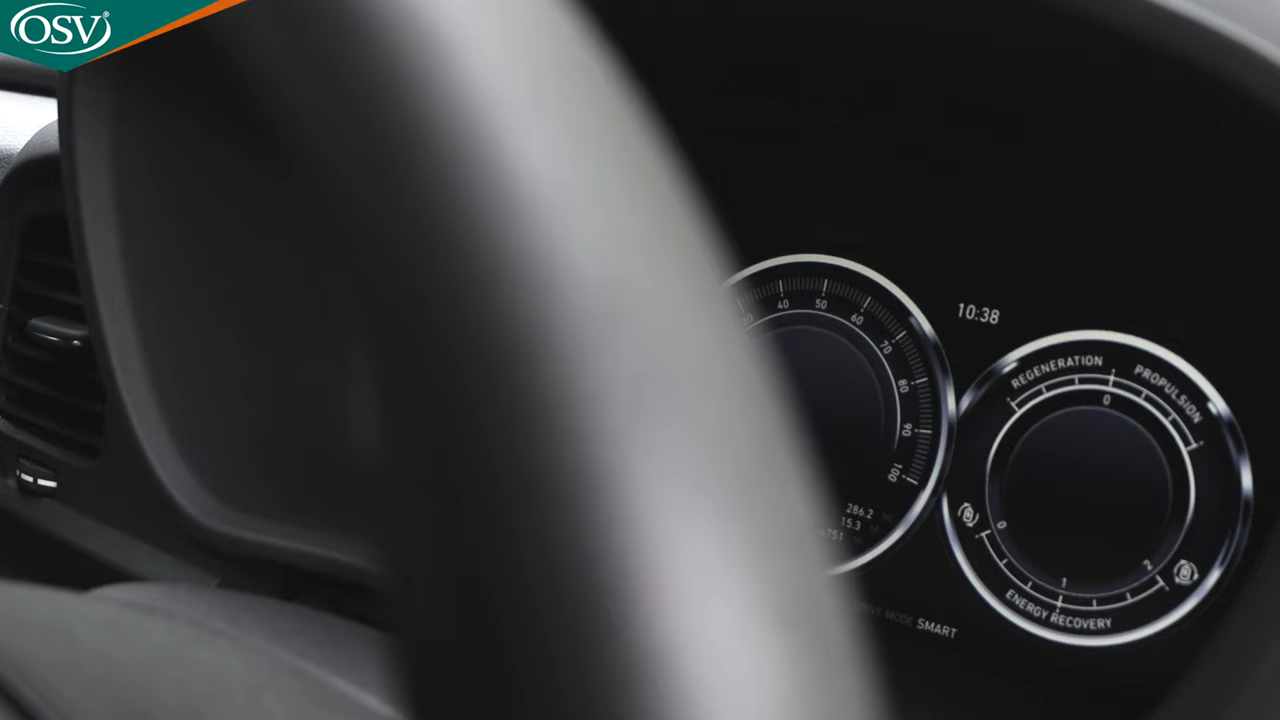 OSV®
10:38
40 50 60 70 80 90 100
REGENERATION PROPULSION
0
286.2
15.3
0 1 2
ENERGY RECOVERY
SMART